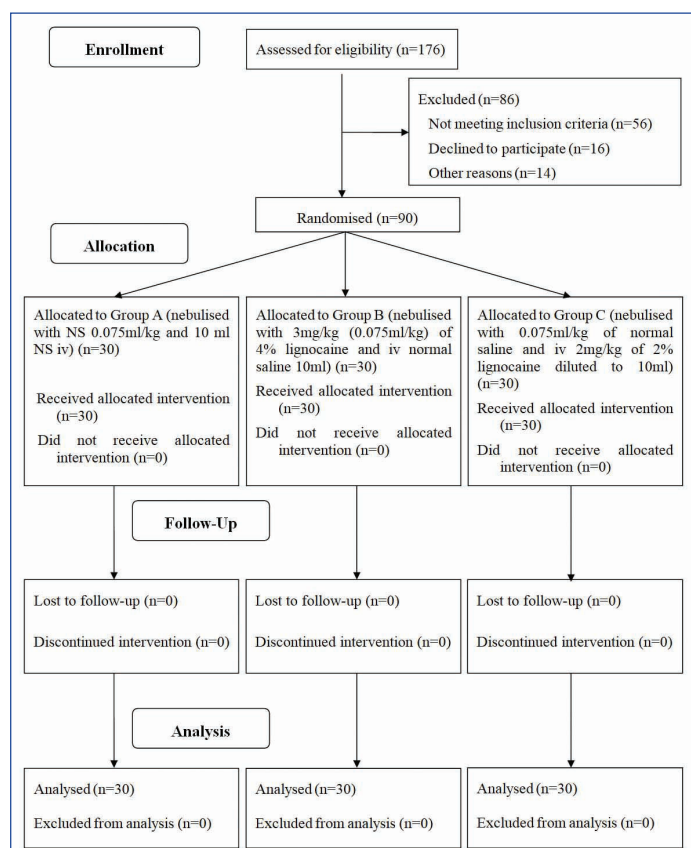 Enrollment
Assessed for eligibility (n=176)
Excluded (n=86)
Not meeting inclusion criteria (n=56)
Declined to participate (n=16)
Other reasons (n=14)
Randomised (n=90)
Allocation
Allocated to Group A (nebulised
with NS 0.075ml/kg and 10 ml
NS iv) (n=30)
Received allocated intervention
(n=30)
Did not receive allocated
intervention (n=0)
Allocated to Group B (nebulised
with 3mg/kg (0.075ml/kg) of
4% lignocaine and iv normal
saline 10ml) (n=30)
Received allocated intervention
(n=30)
Did not receive allocated
intervention (n=0)
Allocated to Group C (nebulised
with 0.075ml/kg of normal
saline and iv 2mg/kg of 2%
lignocaine diluted to 10ml)
(n=30)
Received allocated intervention
(n=30)
Did not receive allocated
intervention (n=0)
Follow-Up
Lost to follow-up (n=0)
Discontinued intervention (n=0)
Lost to follow-up (n=0)
Discontinued intervention (n=0)
Lost to follow-up (n=0)
Discontinued intervention (n=0)
Analysis
Analysed (n=30)
Excluded from analysis (n=0)
Analysed (n=30)
Excluded from analysis (n=0)
Analysed (n=30)
Excluded from analysis (n=0)